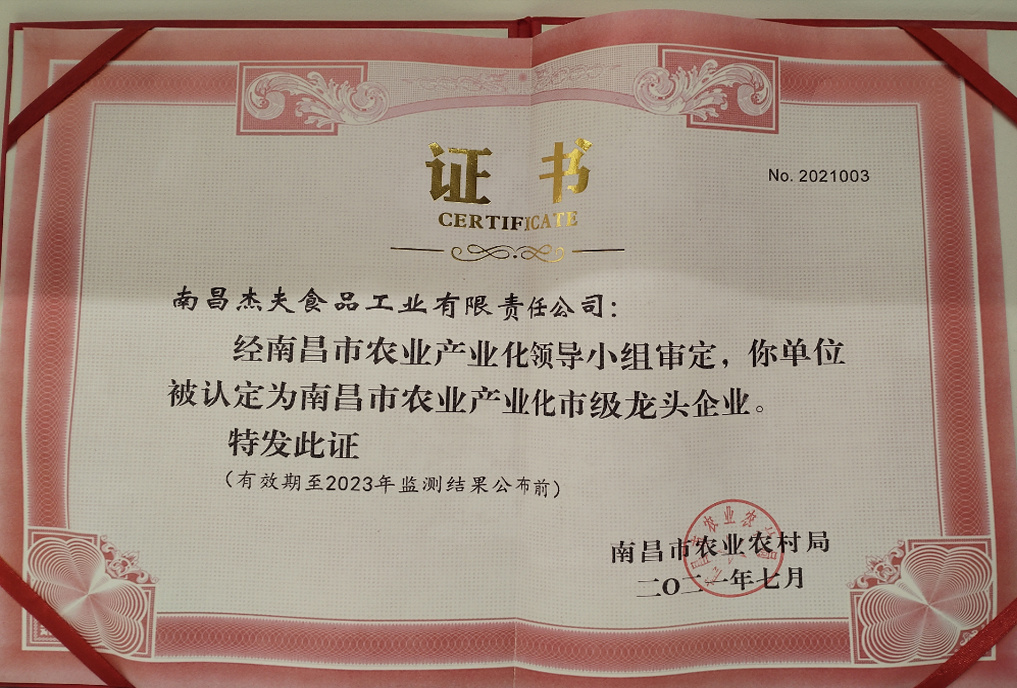 证书
CERTIFICATE
No. 2021003
南昌杰夫食品工业有限责任公司：
经南昌市农业产业化领导小组审定，你单位
被认定为南昌市农业产业化市级龙头企业。
特发此证
（有效期至2023年监测结果公布前）
南昌市农业农村局
二〇二一年七月